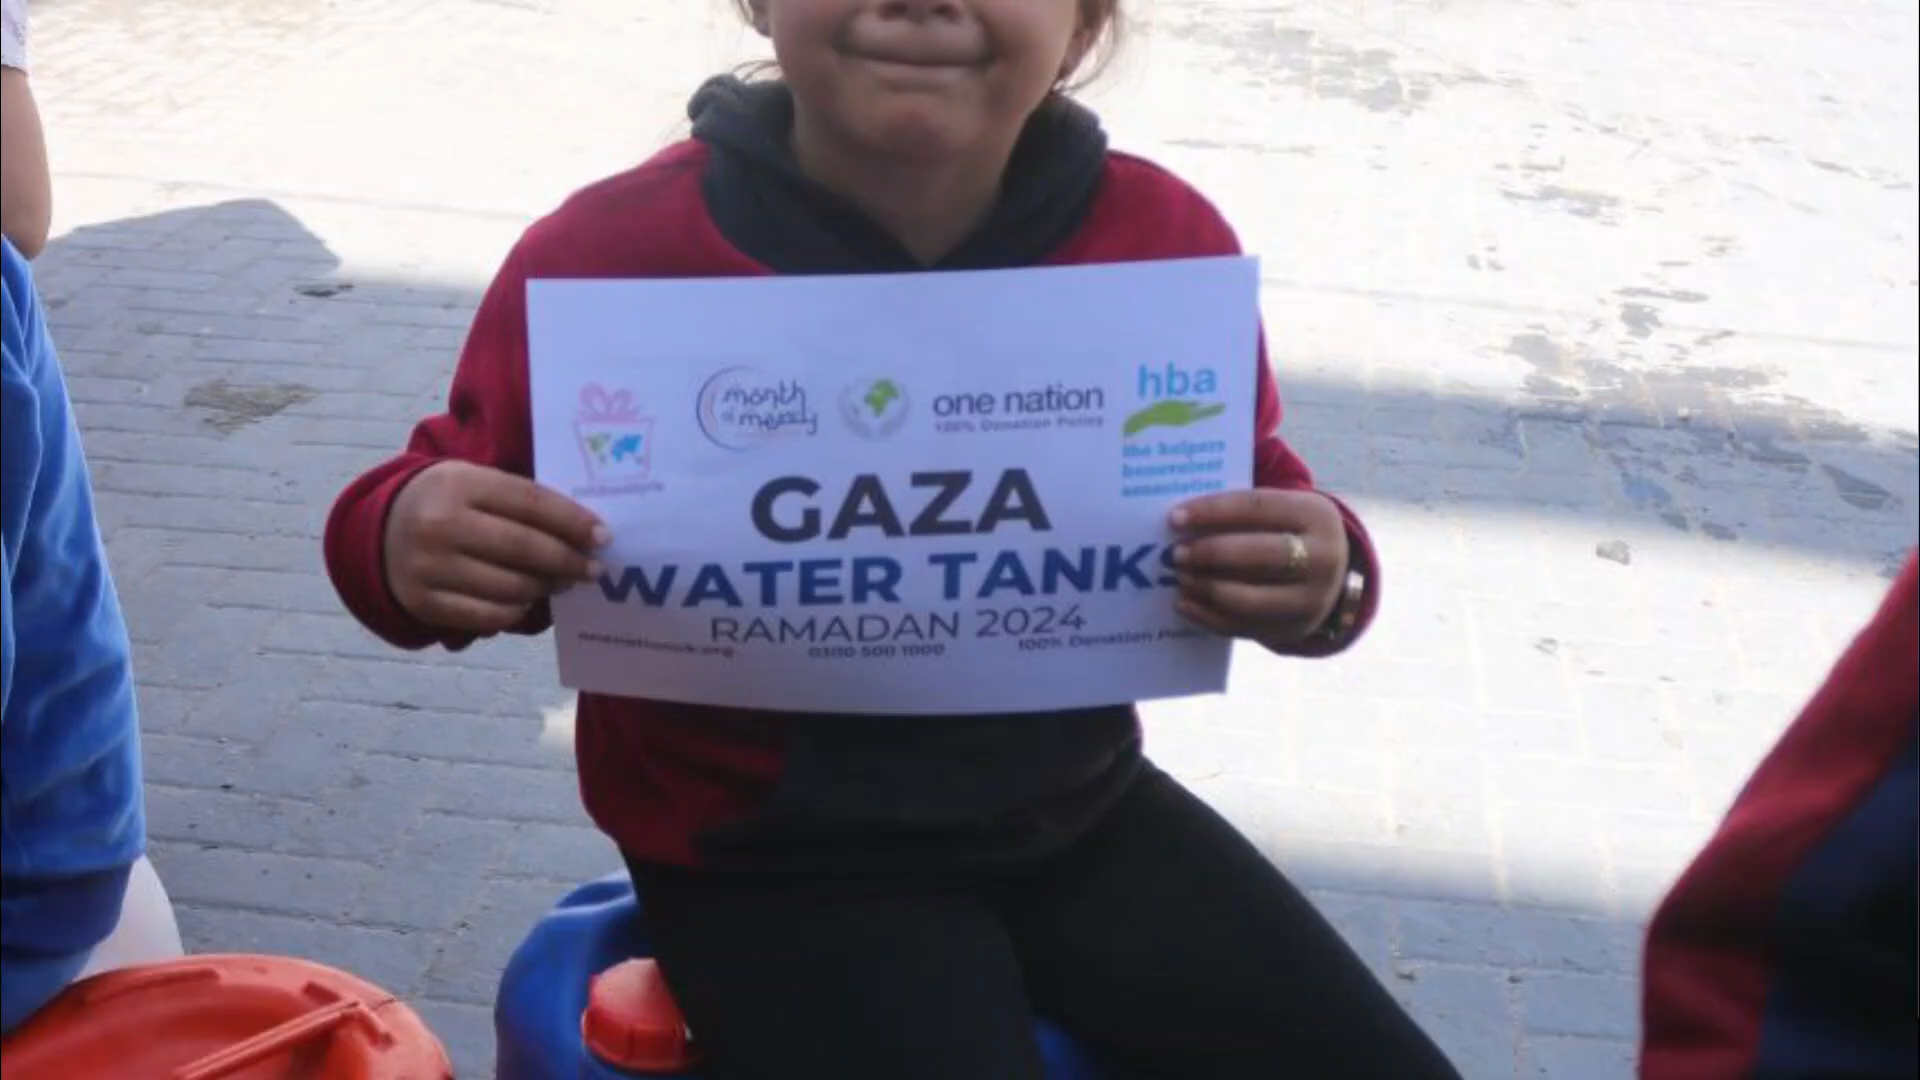 month
of mercy
one nation
100% Donation Policy
hba
the helpers
benevolent
association
GAZA
WATER TANKS
RAMADAN 2024
onenationuk.org
0300 500 1000
100% Donation Policy